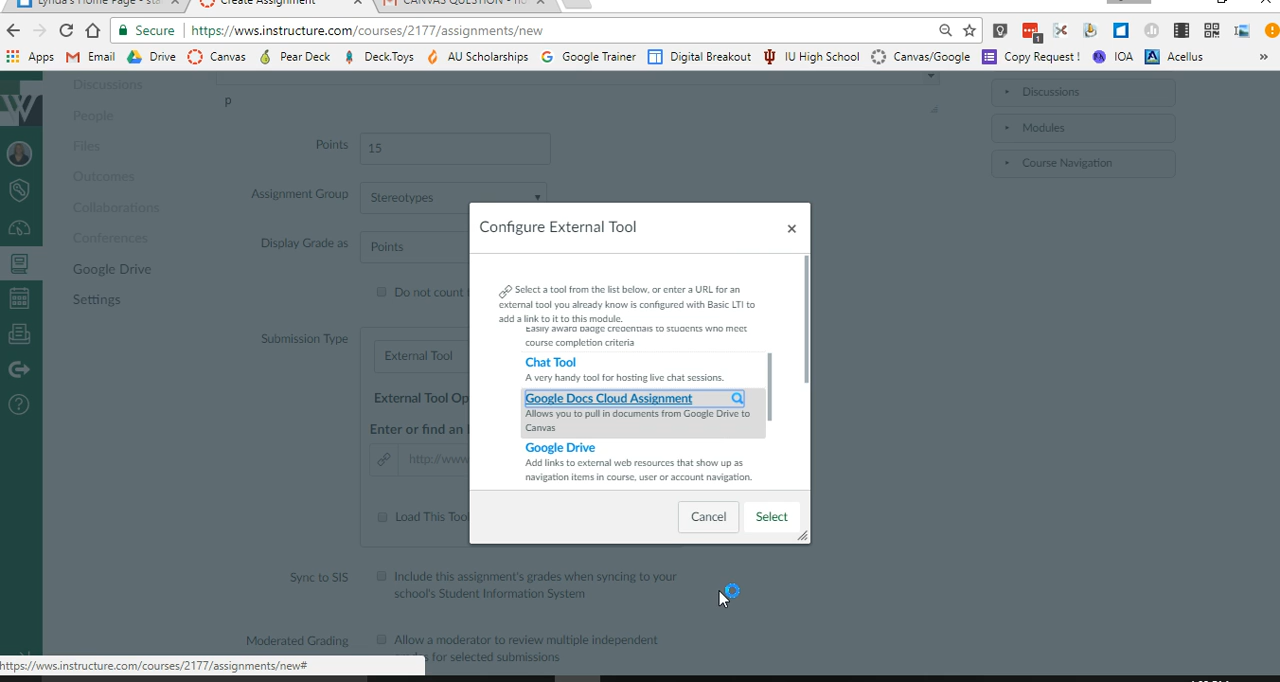 Lynda's Home Page - sta
Create Assignment
CANVAS QUESTION - ho
Secure https://wws.instructure.com/courses/2177/assignments/new
Apps Email Drive Canvas Pear Deck Deck.Toys AU Scholarships Google Trainer Digital Breakout IU High School Canvas/Google Copy Request ! IOA Acellus »
Discussions
People
Files
Outcomes
Collaborations
Conferences
Google Drive
Settings
p
Points 15
Assignment Group Stereotypes
Display Grade as Points
Do not count
Submission Type
External Tool
External Tool Op
Enter or find an
http://www
Load This Tool
Sync to SIS
Include this assignment's grades when syncing to your
school's Student Information System
Moderated Grading
Allow a moderator to review multiple independent
for selected submissions
Discussions
Modules
Course Navigation
Configure External Tool
×
Select a tool from the list below, or enter a URL for an
external tool you already know is configured with Basic LTI to
add a link to it to this module.
Easily award badge credentials to students who meet
course completion criteria
Chat Tool
A very handy tool for hosting live chat sessions.
Google Docs Cloud Assignment
Allows you to pull in documents from Google Drive to
Canvas
Google Drive
Add links to external web resources that show up as
navigation items in course, user or account navigation.
Cancel Select
https://wws.instructure.com/courses/2177/assignments/new#